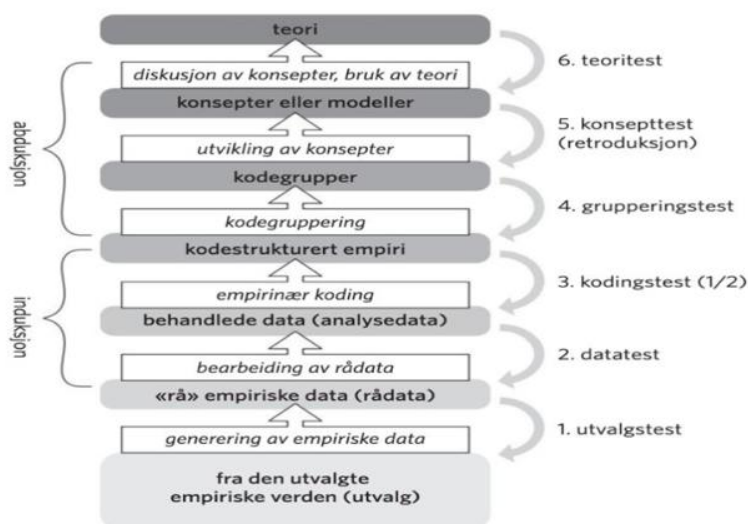 teori
diskusjon av konsepter, bruk av teori
6. teoritest
konsepter eller modeller
utvikling av konsepter
5. konsepttest
(retroduksjon)
kodegrupper
abduksjon
kodegruppering
4. grupperingstest
kodestrukturert empiri
empirinær koding
3. kodingstest (1/2)
behandlede data (analysedata)
induksjon
bearbeiding av rådata
2. datatest
«rå» empiriske data (rådata)
generering av empiriske data
1. utvalgstest
fra den utvalgte
empiriske verden (utvalg)